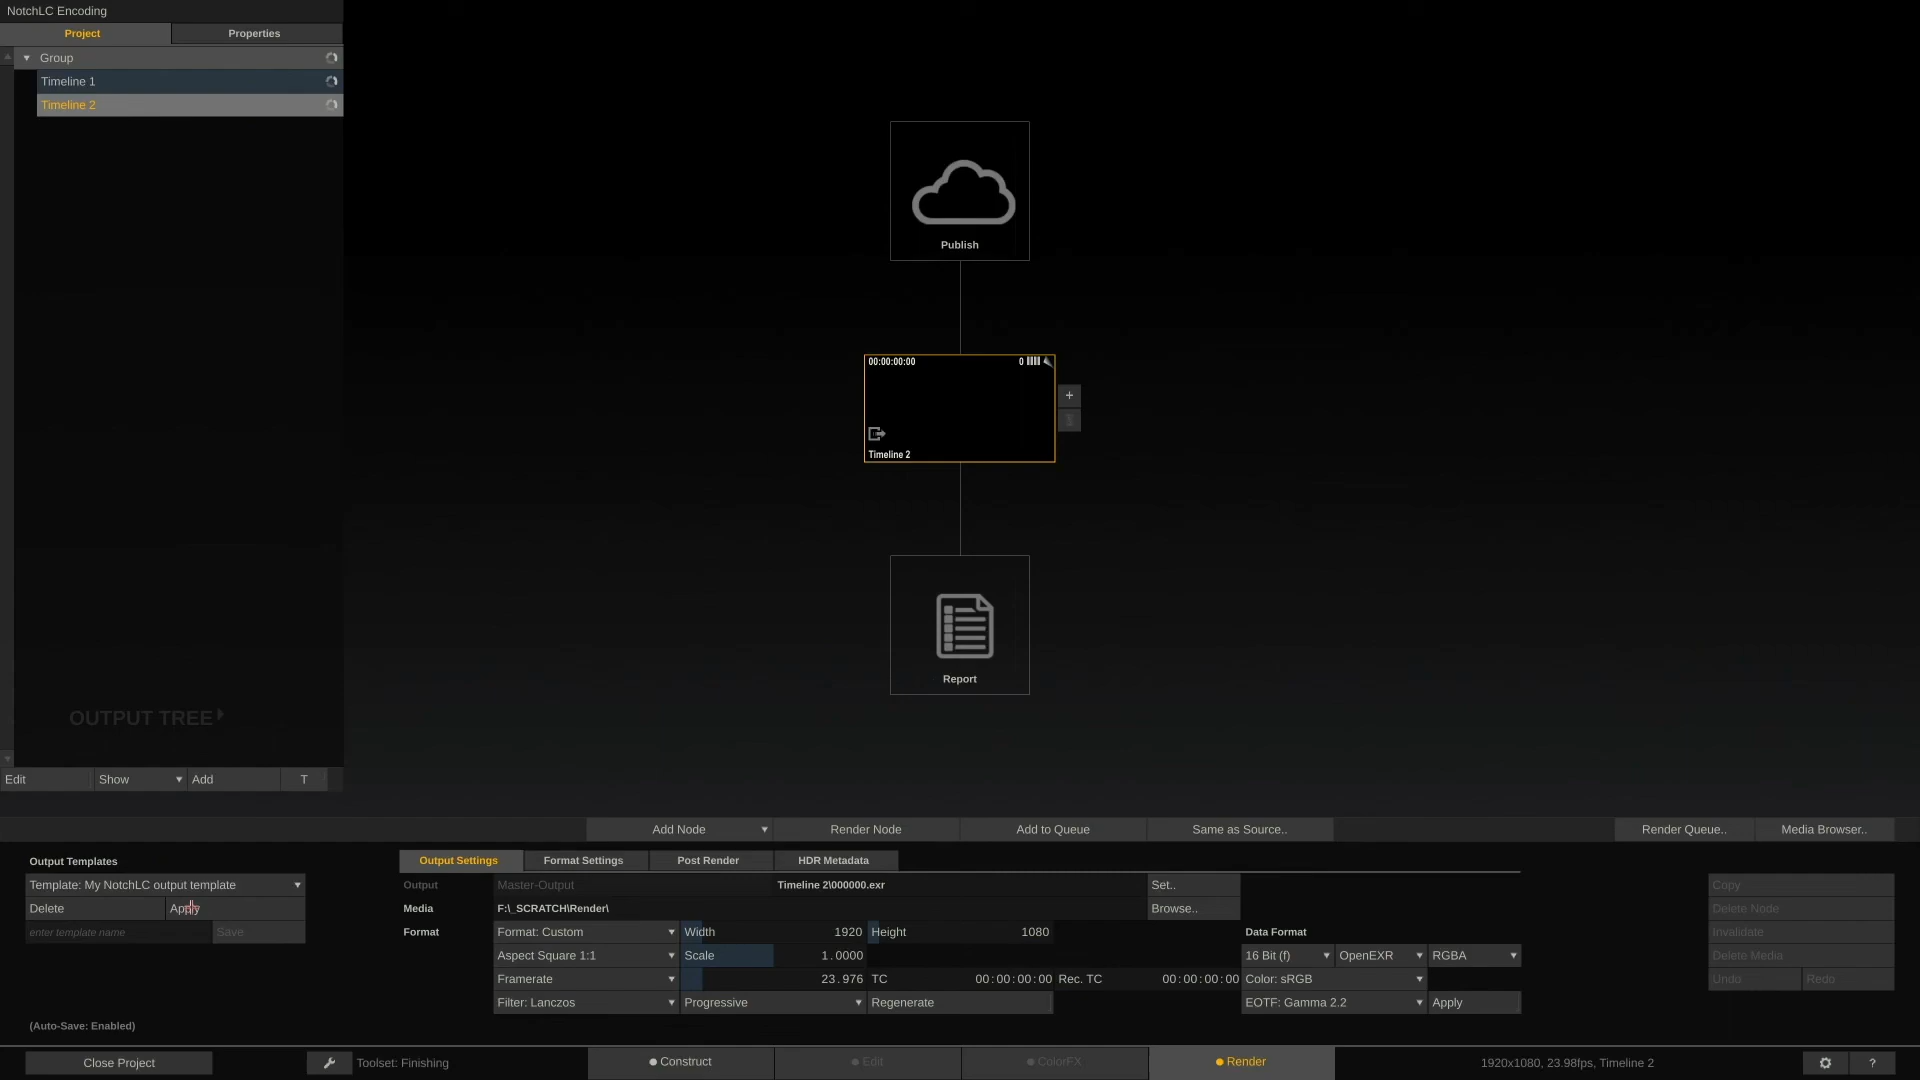 NotchLC Encoding
Project Properties
Group
Timeline 1
Timeline 2
Publish
00:00:00:00 0
+
Timeline 2
Report
OUTPUT TREE
Edit Show Add T
Add Node Render Node Add to Queue Same as Source.. Render Queue.. Media Browser..
Output Templates
Template: My NotchLC output template
Delete Apply
enter template name Save
(Auto-Save: Enabled)
Output Settings Format Settings Post Render HDR Metadata
Output Master-Output Timeline 2\000000.exr Set..
Media F:\_SCRATCH\Render\ Browse..
Format Format: Custom Width 1920 Height 1080 Data Format
Aspect Square 1:1 Scale 1.0000 16 Bit (f) OpenEXR RGBA
Framerate 23.976 TC 00:00:00:00 Rec. TC 00:00:00:00 Color: sRGB
Filter: Lanczos Progressive Regenerate EOTF: Gamma 2.2 Apply
Copy
Delete Node
Invalidate
Delete Media
Undo Redo
Close Project Toolset: Finishing Construct Edit ColorFX Render 1920x1080, 23.98fps, Timeline 2 ?